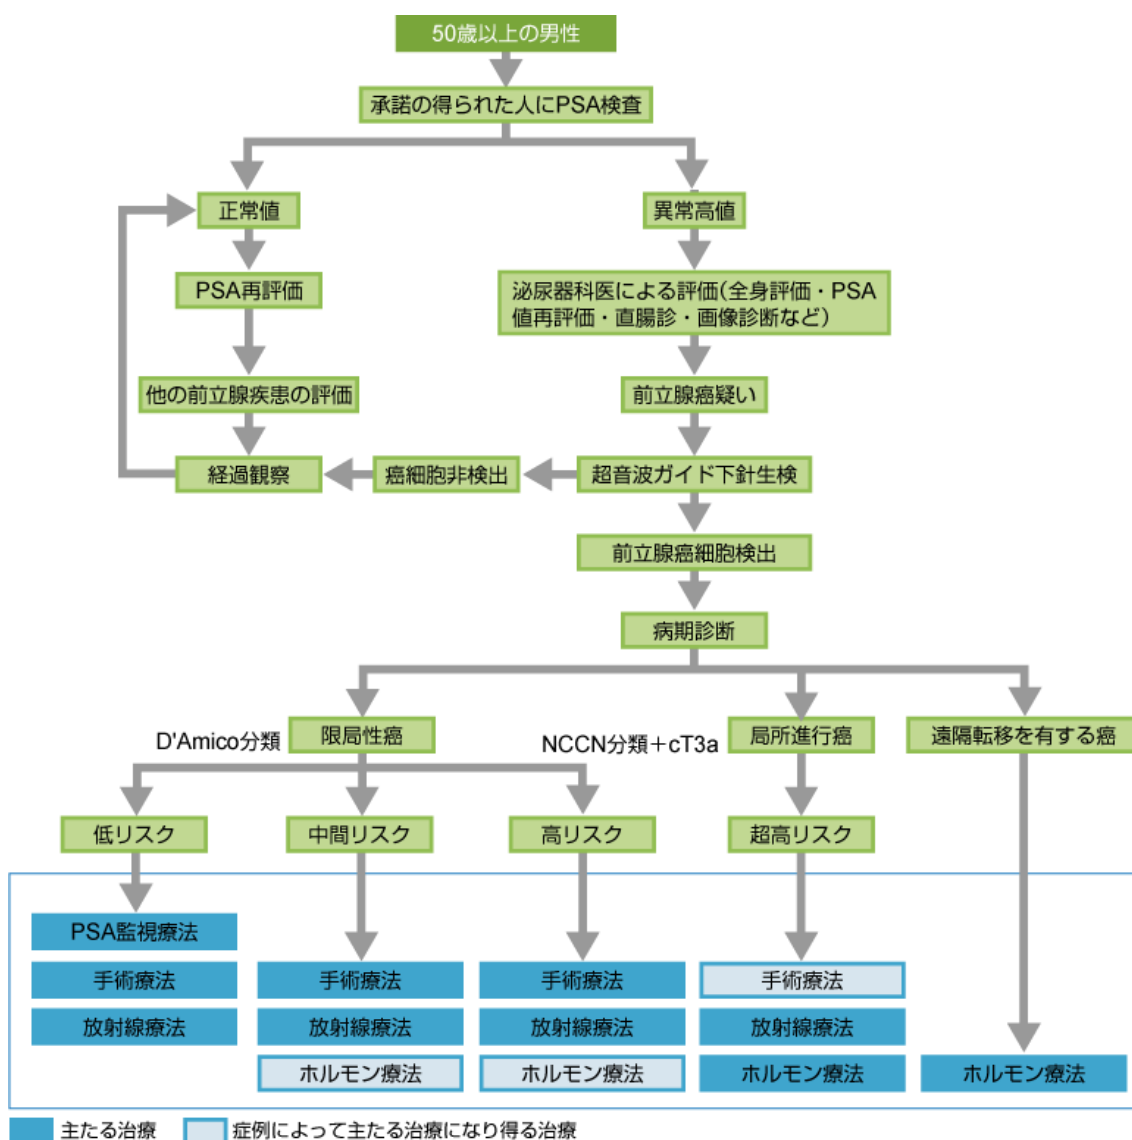 50歳以上の男性
承諾の得られた人にPSA検査
正常値
異常高値
PSA再評価
泌尿器科医による評価(全身評価・PSA
値再評価・直腸診・画像診断など)
他の前立腺疾患の評価
前立腺癌疑い
経過観察
癌細胞非検出
超音波ガイド下針生検
前立腺癌細胞検出
病期診断
D'Amico分類
限局性癌
NCCN分類+cT3a
局所進行癌
遠隔転移を有する癌
低リスク
中間リスク
高リスク
超高リスク
PSA監視療法
手術療法
手術療法
手術療法
手術療法
放射線療法
放射線療法
放射線療法
放射線療法
ホルモン療法
ホルモン療法
ホルモン療法
ホルモン療法
主たる治療
症例によって主たる治療になり得る治療